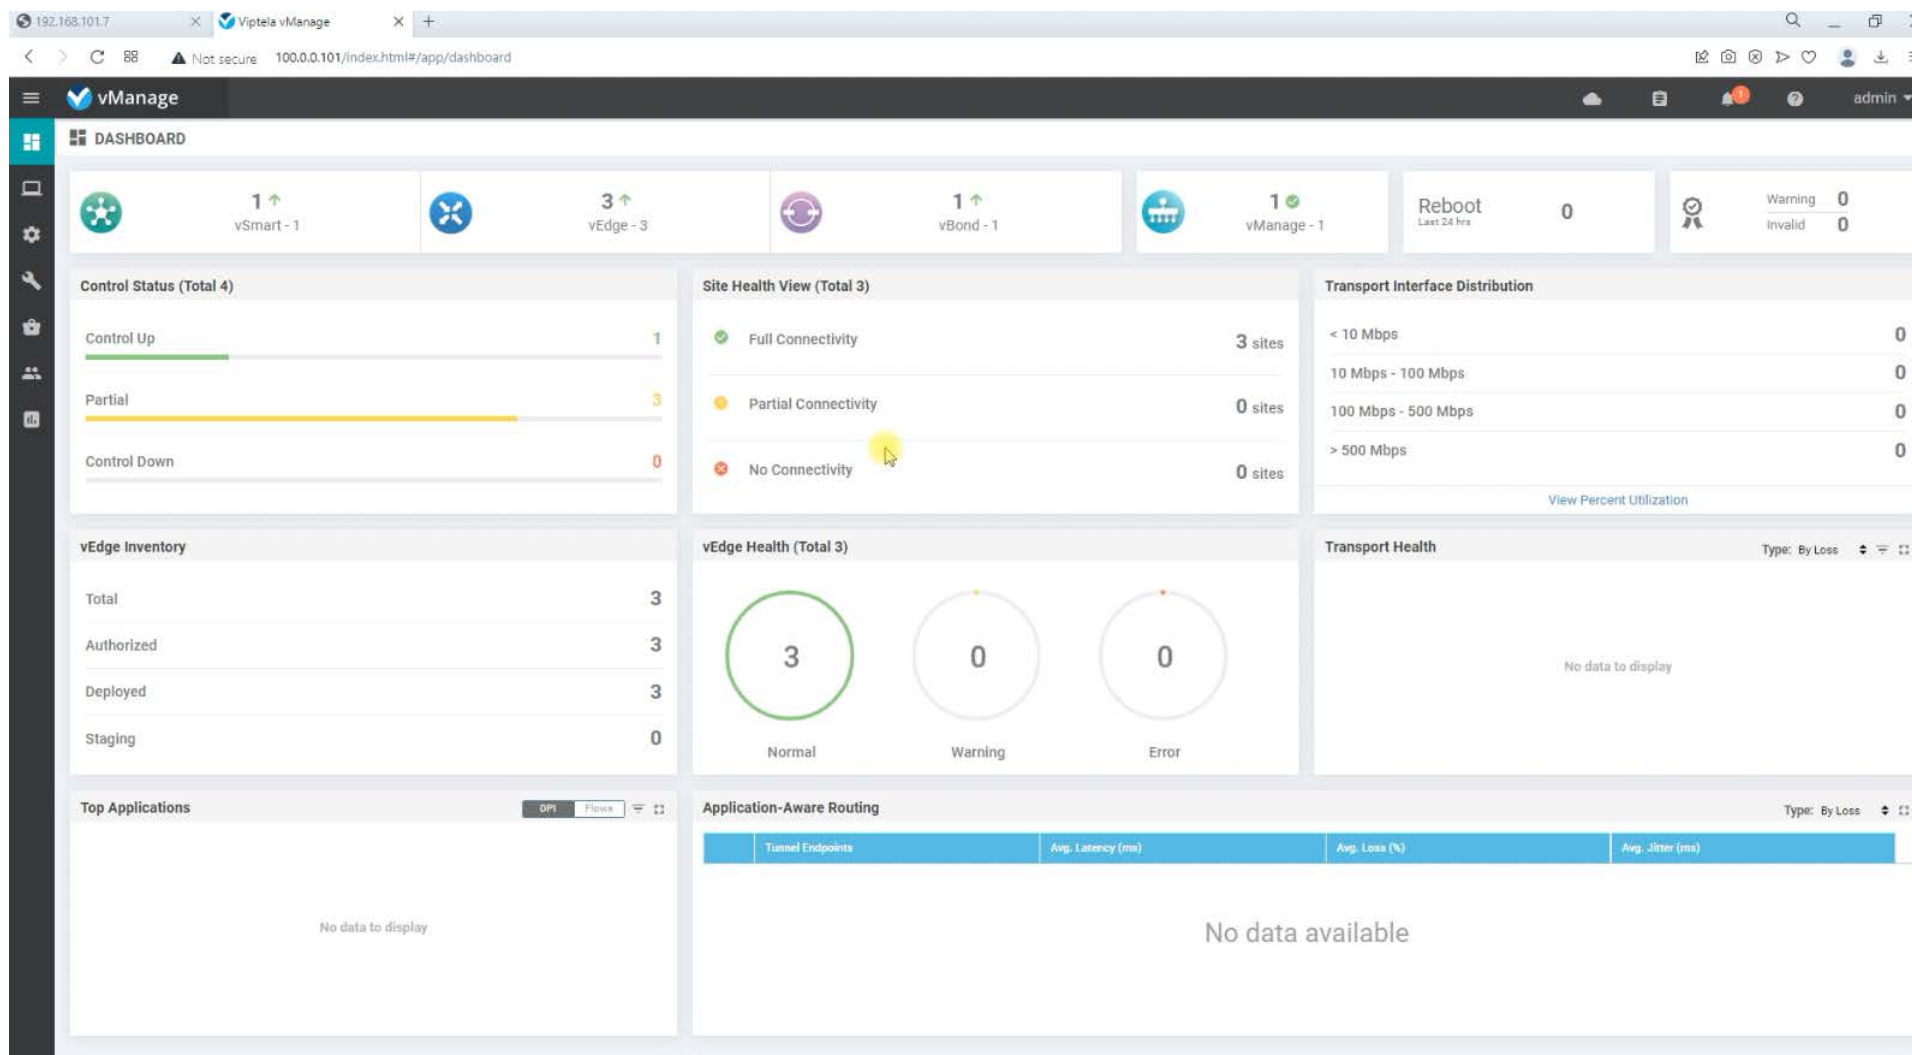 192.168.101.7
Viptela vManage
Not secure 100.0.0.101/index.html#/app/dashboard
vManage
1
admin
DASHBOARD
1
vSmart - 1
3
vEdge - 3
1
vBond - 1
1
vManage - 1
Reboot
Last 24 hrs
0
Warning 0
Invalid 0
Control Status (Total 4)
Control Up 1
Partial 3
Control Down 0
Site Health View (Total 3)
Full Connectivity 3 sites
Partial Connectivity 0 sites
No Connectivity 0 sites
Transport Interface Distribution
< 10 Mbps 0
10 Mbps - 100 Mbps 0
100 Mbps - 500 Mbps 0
> 500 Mbps 0
View Percent Utilization
vEdge Inventory
Total 3
Authorized 3
Deployed 3
Staging 0
vEdge Health (Total 3)
3 0 0
Normal Warning Error
Transport Health Type: By Loss
No data to display
Top Applications DPI Flows
No data to display
Application-Aware Routing Type: By Loss
Tunnel Endpoints Avg. Latency (ms) Avg. Loss (%) Avg. Jitter (ms)
No data available